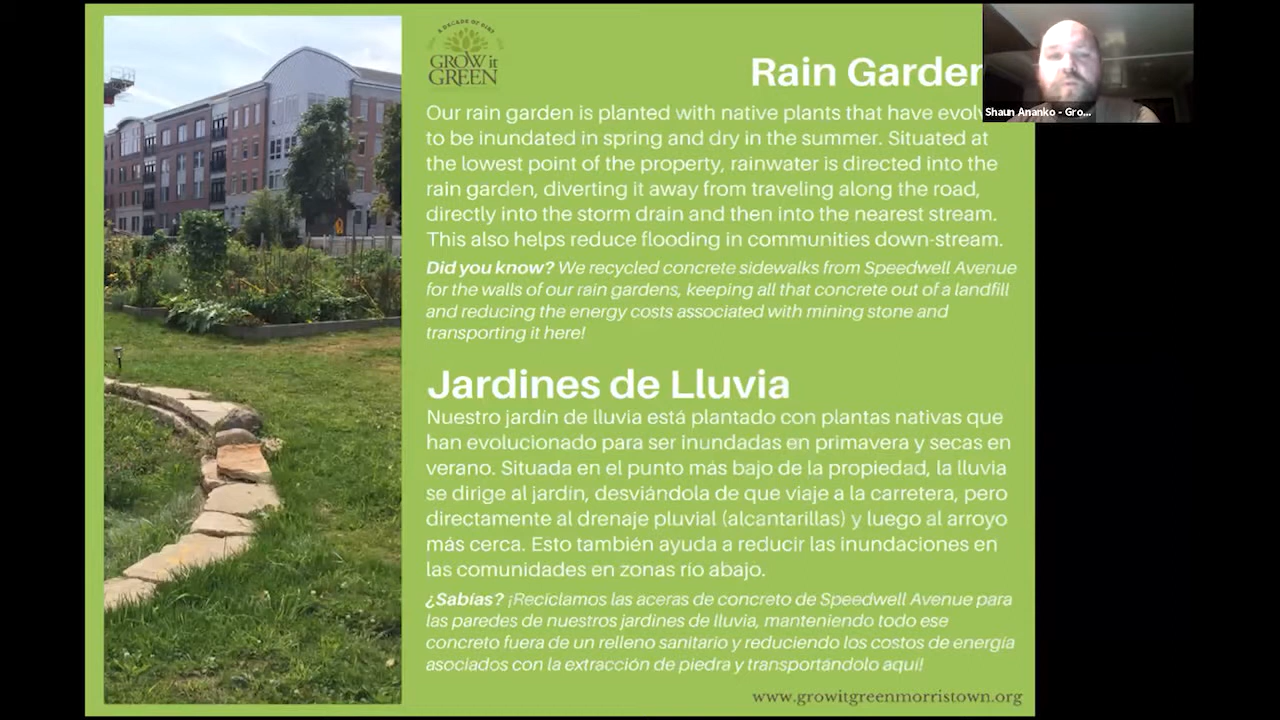 A DECADE OF DIRT
GROW it
GREEN
Rain Garden
Shaun Ananko - Gro...
Our rain garden is planted with native plants that have evolv
to be inundated in spring and dry in the summer. Situated at
the lowest point of the property, rainwater is directed into the
rain garden, diverting it away from traveling along the road,
directly into the storm drain and then into the nearest stream.
This also helps reduce flooding in communities down-stream.
Did you know? We recycled concrete sidewalks from Speedwell Avenue
for the walls of our rain gardens, keeping all that concrete out of a landfill
and reducing the energy costs associated with mining stone and
transporting it here!
Jardines de Lluvia
Nuestro jardín de lluvia está plantado con plantas nativas que
han evolucionado para ser inundadas en primavera y secas en
verano. Situada en el punto más bajo de la propiedad, la lluvia
se dirige al jardín, desviándola de que viaje a la carretera, pero
directamente al drenaje pluvial (alcantarillas) y luego al arroyo
más cerca. Esto también ayuda a reducir las inundaciones en
las comunidades en zonas río abajo.
¿Sabías? ¡Reciclamos las aceras de concreto de Speedwell Avenue para
las paredes de nuestros jardines de lluvia, manteniendo todo ese
concreto fuera de un relleno sanitario y reduciendo los costos de energía
asociados con la extracción de piedra y transportándolo aquí!
www.growitgreenmorristown.org